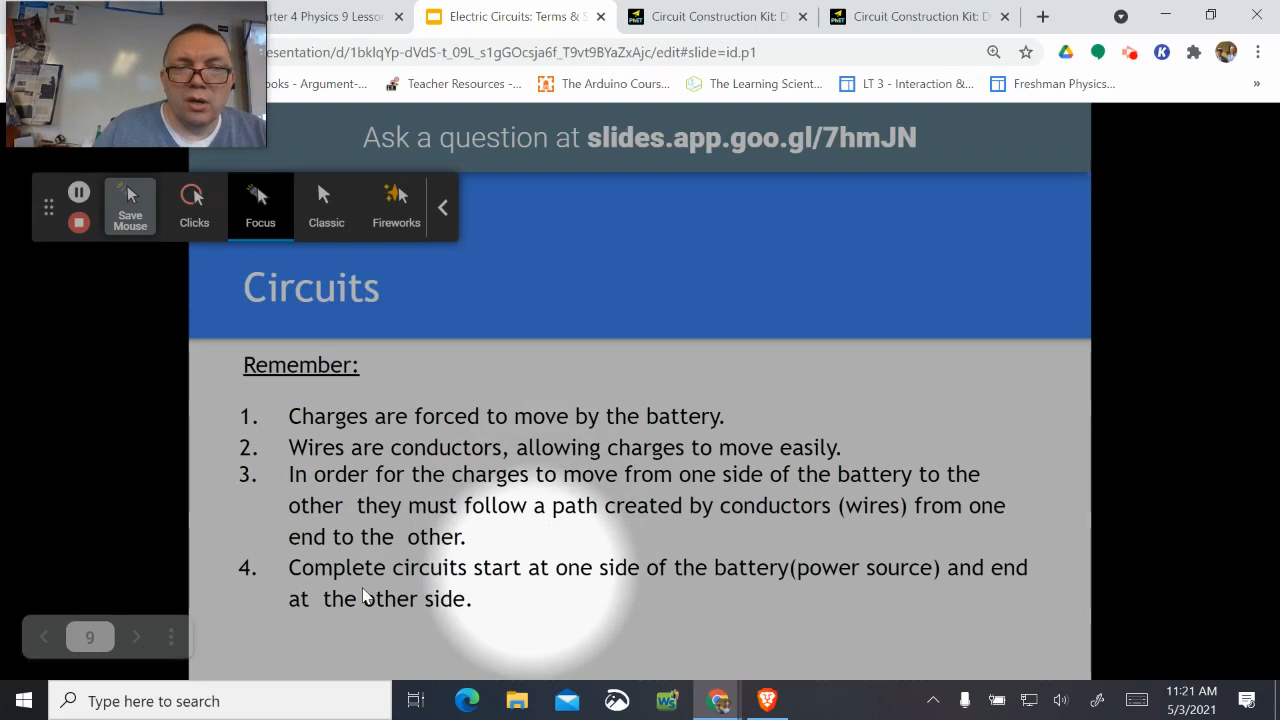 arter 4 Physics 9 Lesso
Electric Circuits: Terms & S
Circuit Construction Kit: D
Circuit Construction Kit: D
esentation/d/1bklqYp-dVdS-t_09L_s1gGOcsja6f_T9vt9BYaZxAjc/edit#slide=id.p1
ooks - Argument-...
Teacher Resources -...
The Arduino Cours...
The Learning Scient...
LT 3 - Interaction &...
Freshman Physics...
»
Ask a question at slides.app.goo.gl/7hmJN
Save Mouse
Clicks
Focus
Classic
Fireworks
Circuits
Remember:
1. Charges are forced to move by the battery.
2. Wires are conductors, allowing charges to move easily.
3. In order for the charges to move from one side of the battery to the
other they must follow a path created by conductors (wires) from one
end to the other.
4. Complete circuits start at one side of the battery(power source) and end
at the other side.
9
Type here to search
11:21 AM
5/3/2021